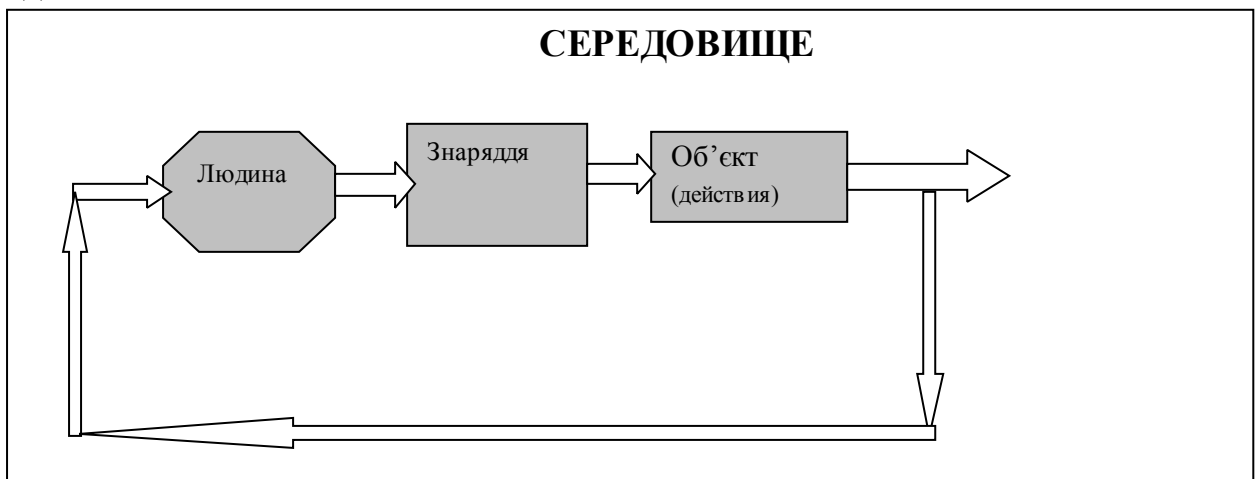 СЕРЕДОВИЩЕ
Людина
Знаряддя
Об’єкт
(действия)